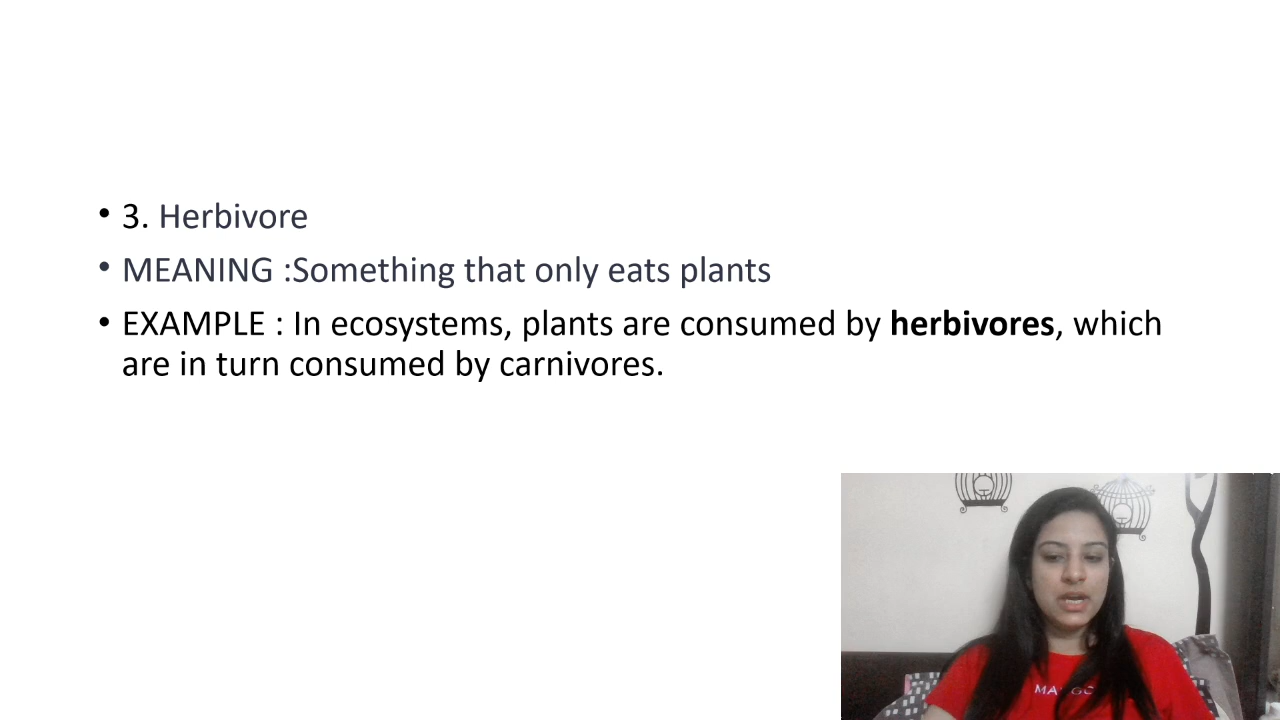 • 3. Herbivore
• MEANING :Something that only eats plants
• EXAMPLE : In ecosystems, plants are consumed by herbivores, which
are in turn consumed by carnivores.